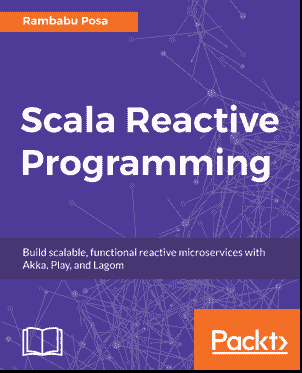 Rambabu Posa
Scala Reactive
Programming
Build scalable, functional reactive microservices with
Akka, Play, and Lagom
Packt>